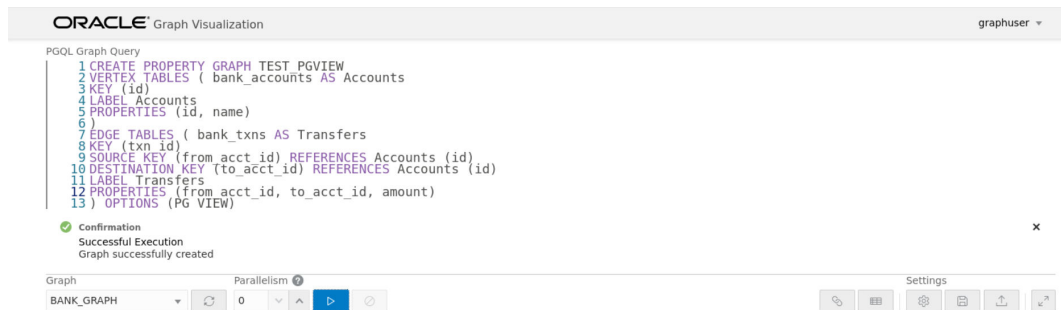 ORACLE® Graph Visualization
graphuser
PGQL Graph Query
1 CREATE PROPERTY GRAPH TEST_PGVIEW
2 VERTEX TABLES ( bank_accounts AS Accounts
3 KEY (id)
4 LABEL Accounts
5 PROPERTIES (id, name)
6 )
7 EDGE TABLES ( bank_txns AS Transfers
8 KEY (txn_id)
9 SOURCE KEY (from_acct_id) REFERENCES Accounts (id)
10 DESTINATION KEY (to_acct_id) REFERENCES Accounts (id)
11 LABEL Transfers
12 PROPERTIES (from_acct_id, to_acct_id, amount)
13 ) OPTIONS (PG_VIEW)
Confirmation
Successful Execution
Graph successfully created
Graph Parallelism ? Settings
BANK_GRAPH 0